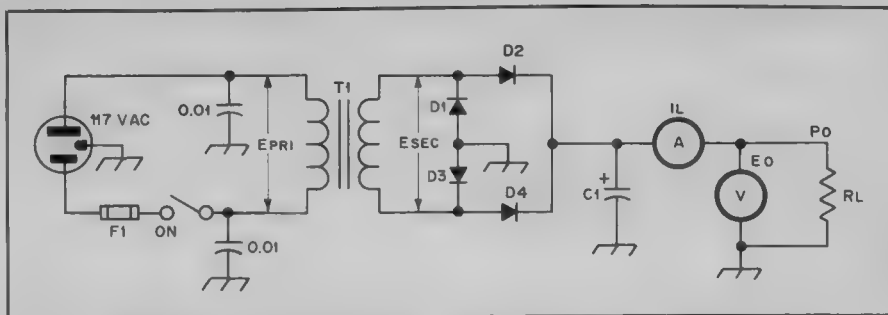 D2
T1
IL
117 VAC
0.01
D1
PO
EPRI
ESEC
A
EO
D3
C1
+
V
RL
D4
F1
ON
0.01